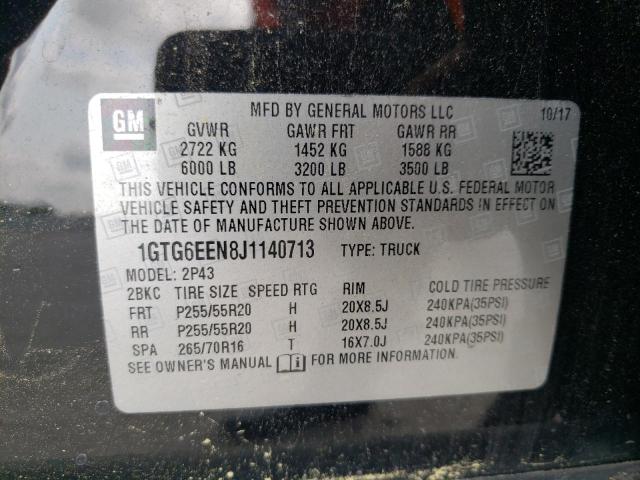 GM
MFD BY GENERAL MOTORS LLC 10/17
GVWR GAWR FRT GAWR RR
2722 KG 1452 KG 1588 KG
6000 LB 3200 LB 3500 LB
THIS VEHICLE CONFORMS TO ALL APPLICABLE U.S. FEDERAL MOTOR
VEHICLE SAFETY AND THEFT PREVENTION STANDARDS IN EFFECT ON
THE DATE OF MANUFACTURE SHOWN ABOVE.
1GTG6EEN8J1140713 TYPE: TRUCK
MODEL: 2P43
2BKC TIRE SIZE SPEED RTG RIM COLD TIRE PRESSURE
FRT P255/55R20 H 20X8.5J 240KPA(35PSI)
RR P255/55R20 H 20X8.5J 240KPA(35PSI)
SPA 265/70R16 T 16X7.0J 240KPA(35PSI)
SEE OWNER'S MANUAL i FOR MORE INFORMATION.